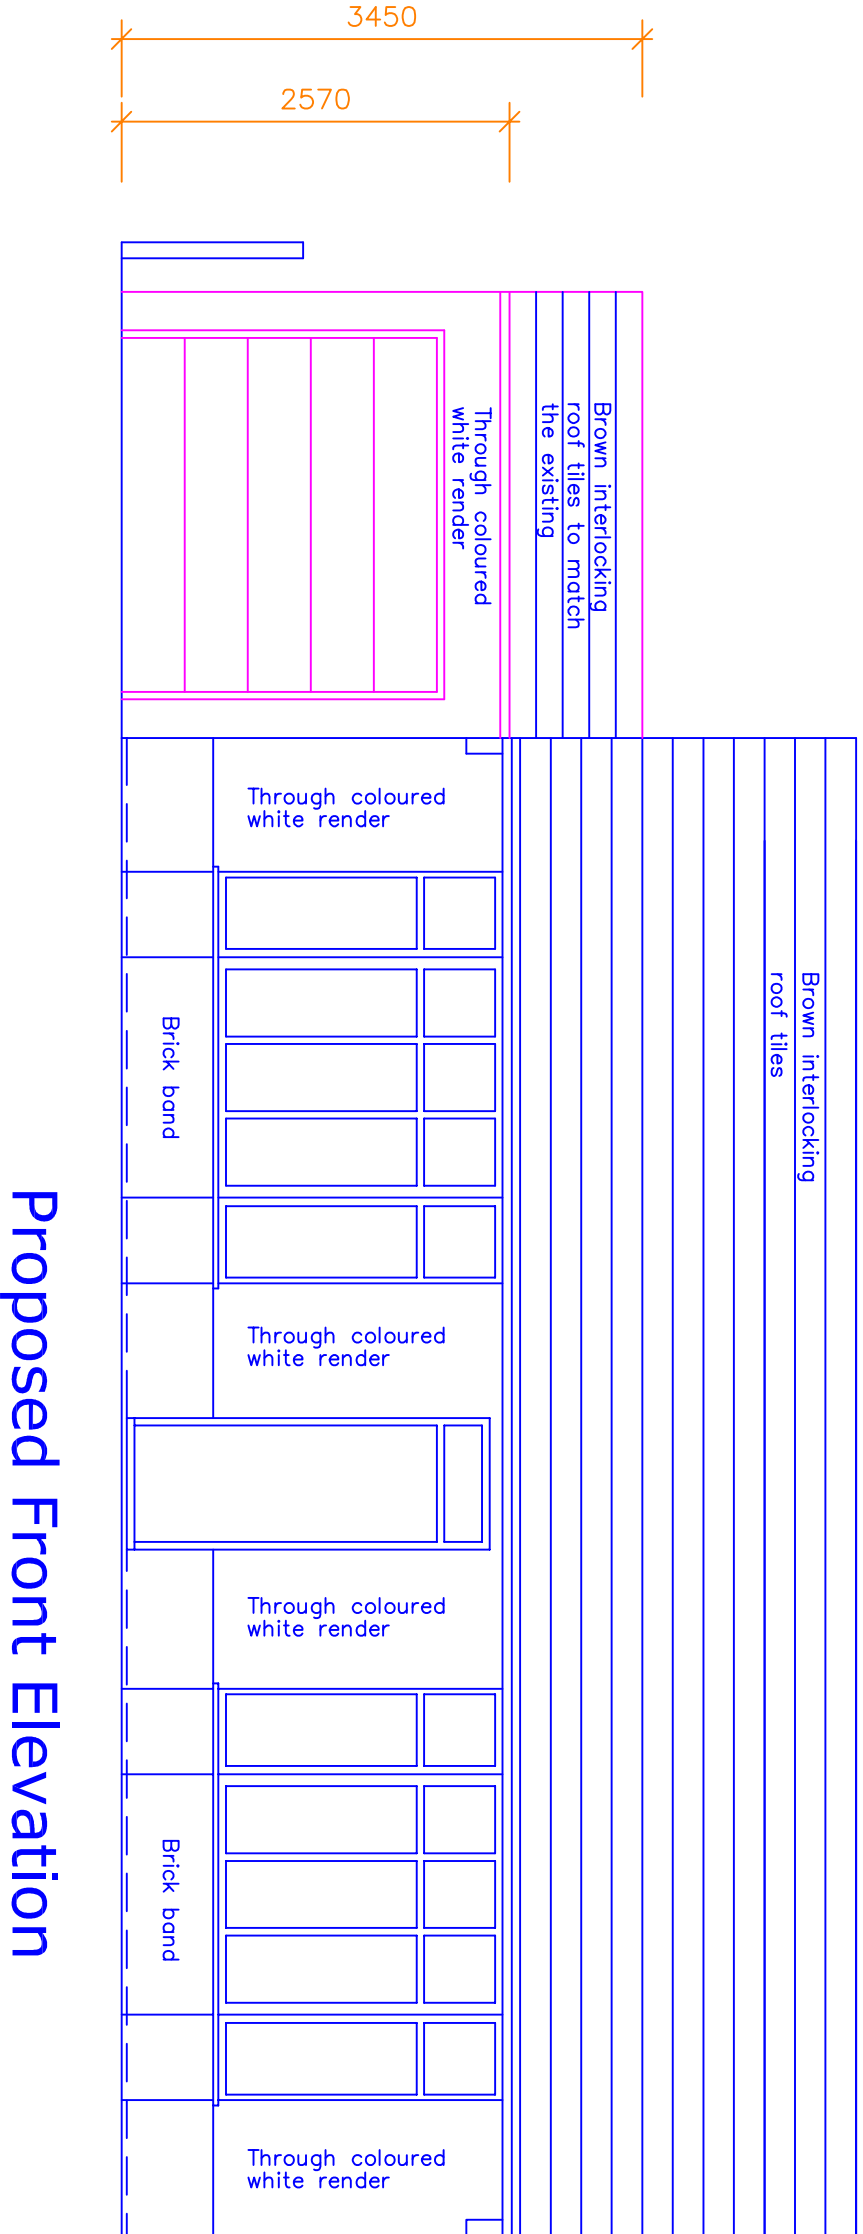 3450
2570
Brown interlocking
roof tiles to match
the existing
Through coloured
white render
Through coloured
white render
Brown interlocking
roof tiles
Brick band
Through coloured
white render
Through coloured
white render
Brick band
Through coloured
white render
Proposed Front Elevation